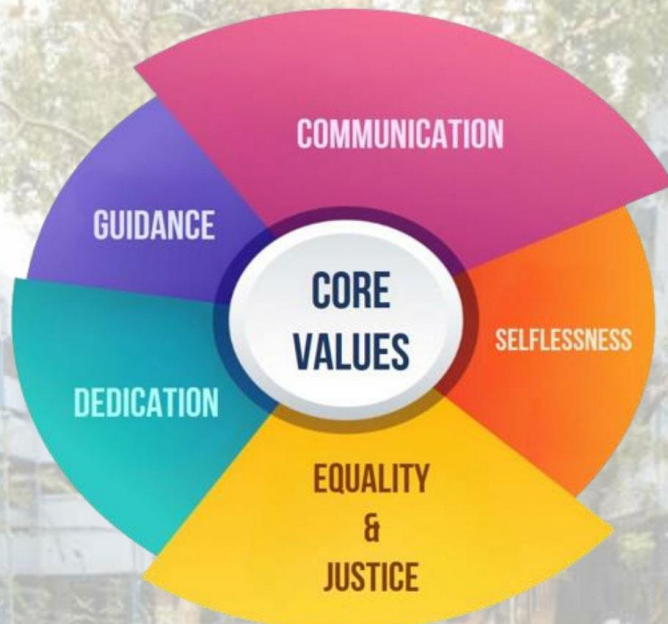 COMMUNICATION
GUIDANCE
CORE
VALUES
SELFLESSNESS
DEDICATION
EQUALITY
&
JUSTICE